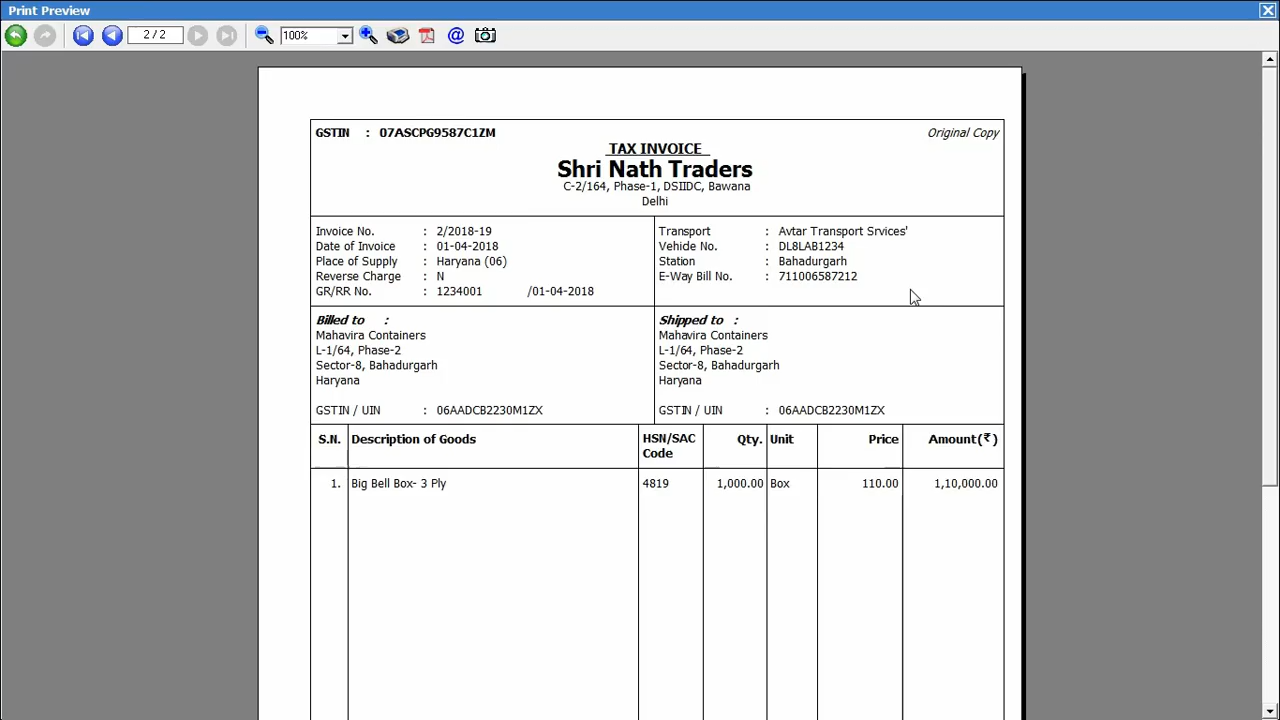 Print Preview
2 / 2
100%
GSTIN : 07ASCPG9587C1ZM
Original Copy
TAX INVOICE
Shri Nath Traders
C-2/164, Phase-1, DSIIDC, Bawana
Delhi
Invoice No. : 2/2018-19
Date of Invoice : 01-04-2018
Place of Supply : Haryana (06)
Reverse Charge : N
GR/RR No. : 1234001 /01-04-2018
Transport : Avtar Transport Srvices'
Vehide No. : DL8LAB1234
Station : Bahadurgarh
E-Way Bill No. : 711006587212
Billed to :
Mahavira Containers
L-1/64, Phase-2
Sector-8, Bahadurgarh
Haryana
GSTIN / UIN : 06AADCB2230M1ZX
Shipped to :
Mahavira Containers
L-1/64, Phase-2
Sector-8, Bahadurgarh
Haryana
GSTIN / UIN : 06AADCB2230M1ZX
S.N. Description of Goods HSN/SAC Code Qty. Unit Price Amount(₹)
1. Big Bell Box- 3 Ply 4819 1,000.00 Box 110.00 1,10,000.00